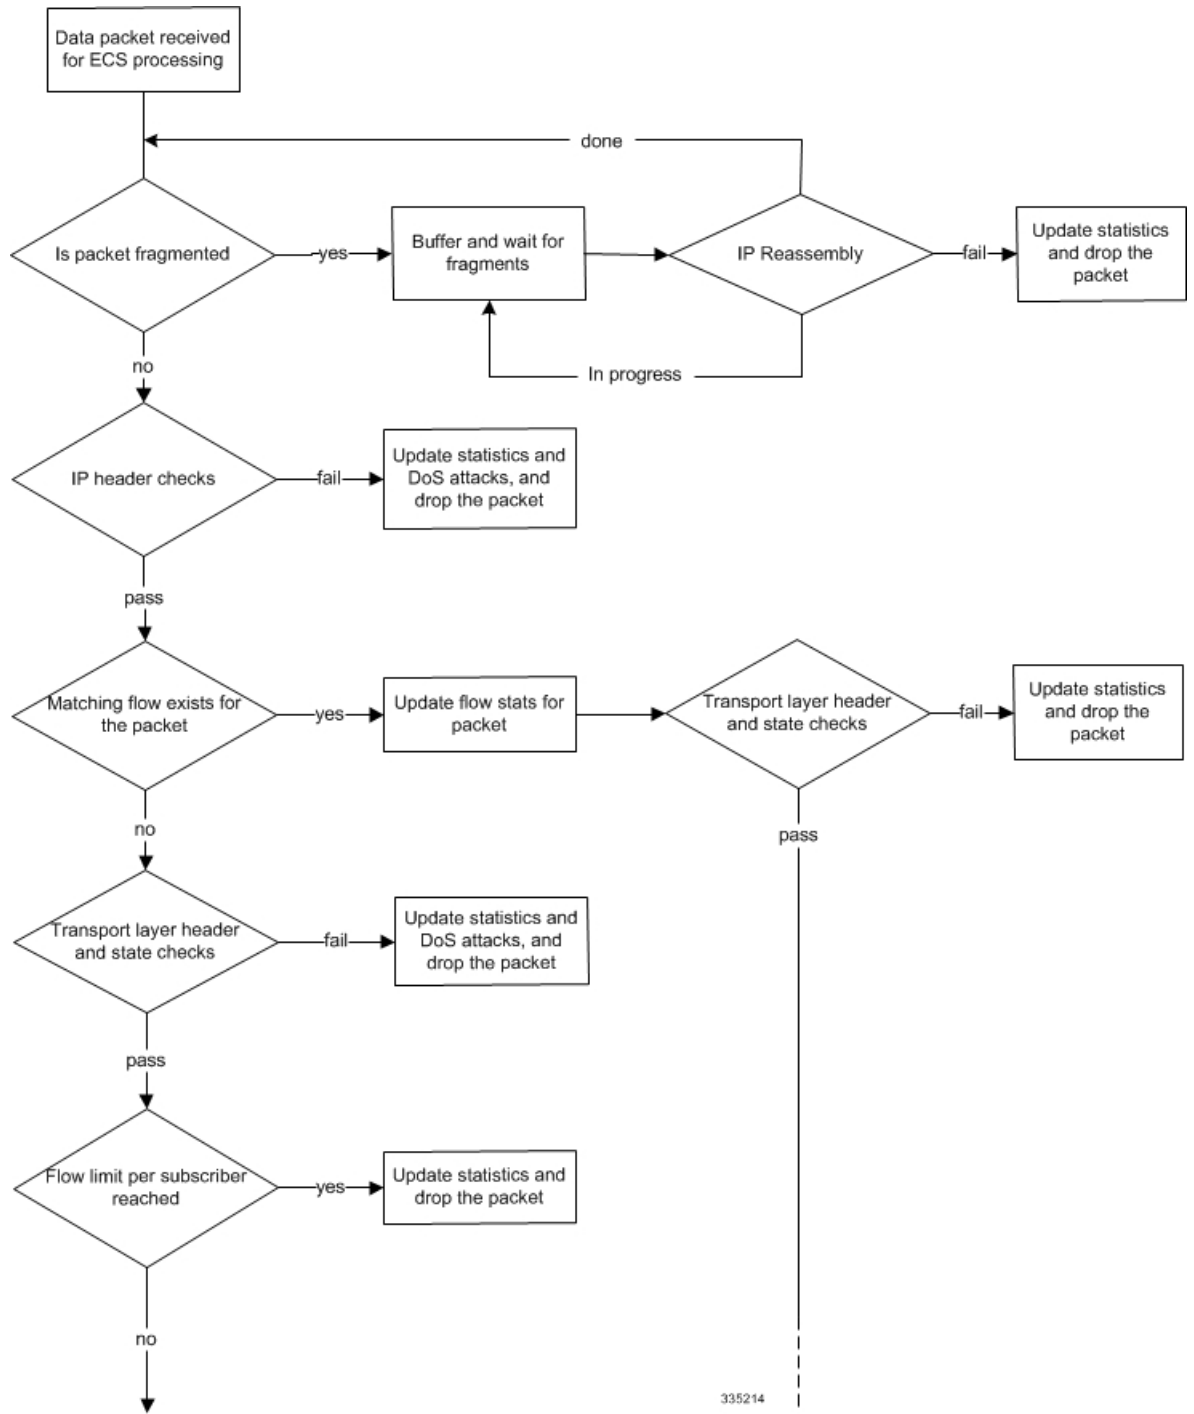 Data packet received
for ECS processing
done
Is packet fragmented
yes
Buffer and wait for
fragments
IP Reassembly
fail
Update statistics
and drop the
packet
no
In progress
IP header checks
fail
Update statistics and
DoS attacks, and
drop the packet
pass
Matching flow exists for
the packet
yes
Update flow stats for
packet
Transport layer header
and state checks
fail
Update statistics
and drop the
packet
no
pass
Transport layer header
and state checks
fail
Update statistics and
DoS attacks, and
drop the packet
pass
Flow limit per subscriber
reached
yes
Update statistics and
drop the packet
no
335214